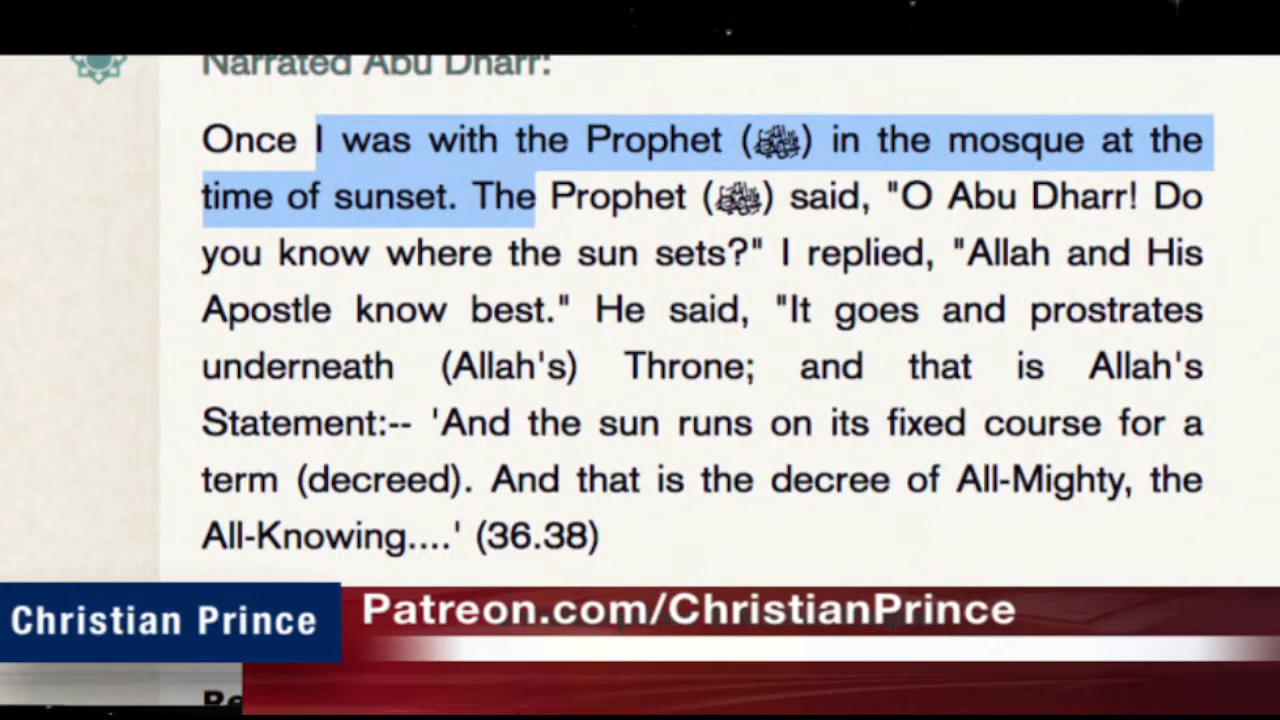 Narrated Abu Dharr:
Once I was with the Prophet (ﷺ) in the mosque at the
time of sunset. The Prophet (ﷺ) said, "O Abu Dharr! Do
you know where the sun sets?" I replied, "Allah and His
Apostle know best." He said, "It goes and prostrates
underneath (Allah's) Throne; and that is Allah's
Statement:-- 'And the sun runs on its fixed course for a
term (decreed). And that is the decree of All-Mighty, the
All-Knowing....' (36.38)
Christian Prince
Patreon.com/ChristianPrince